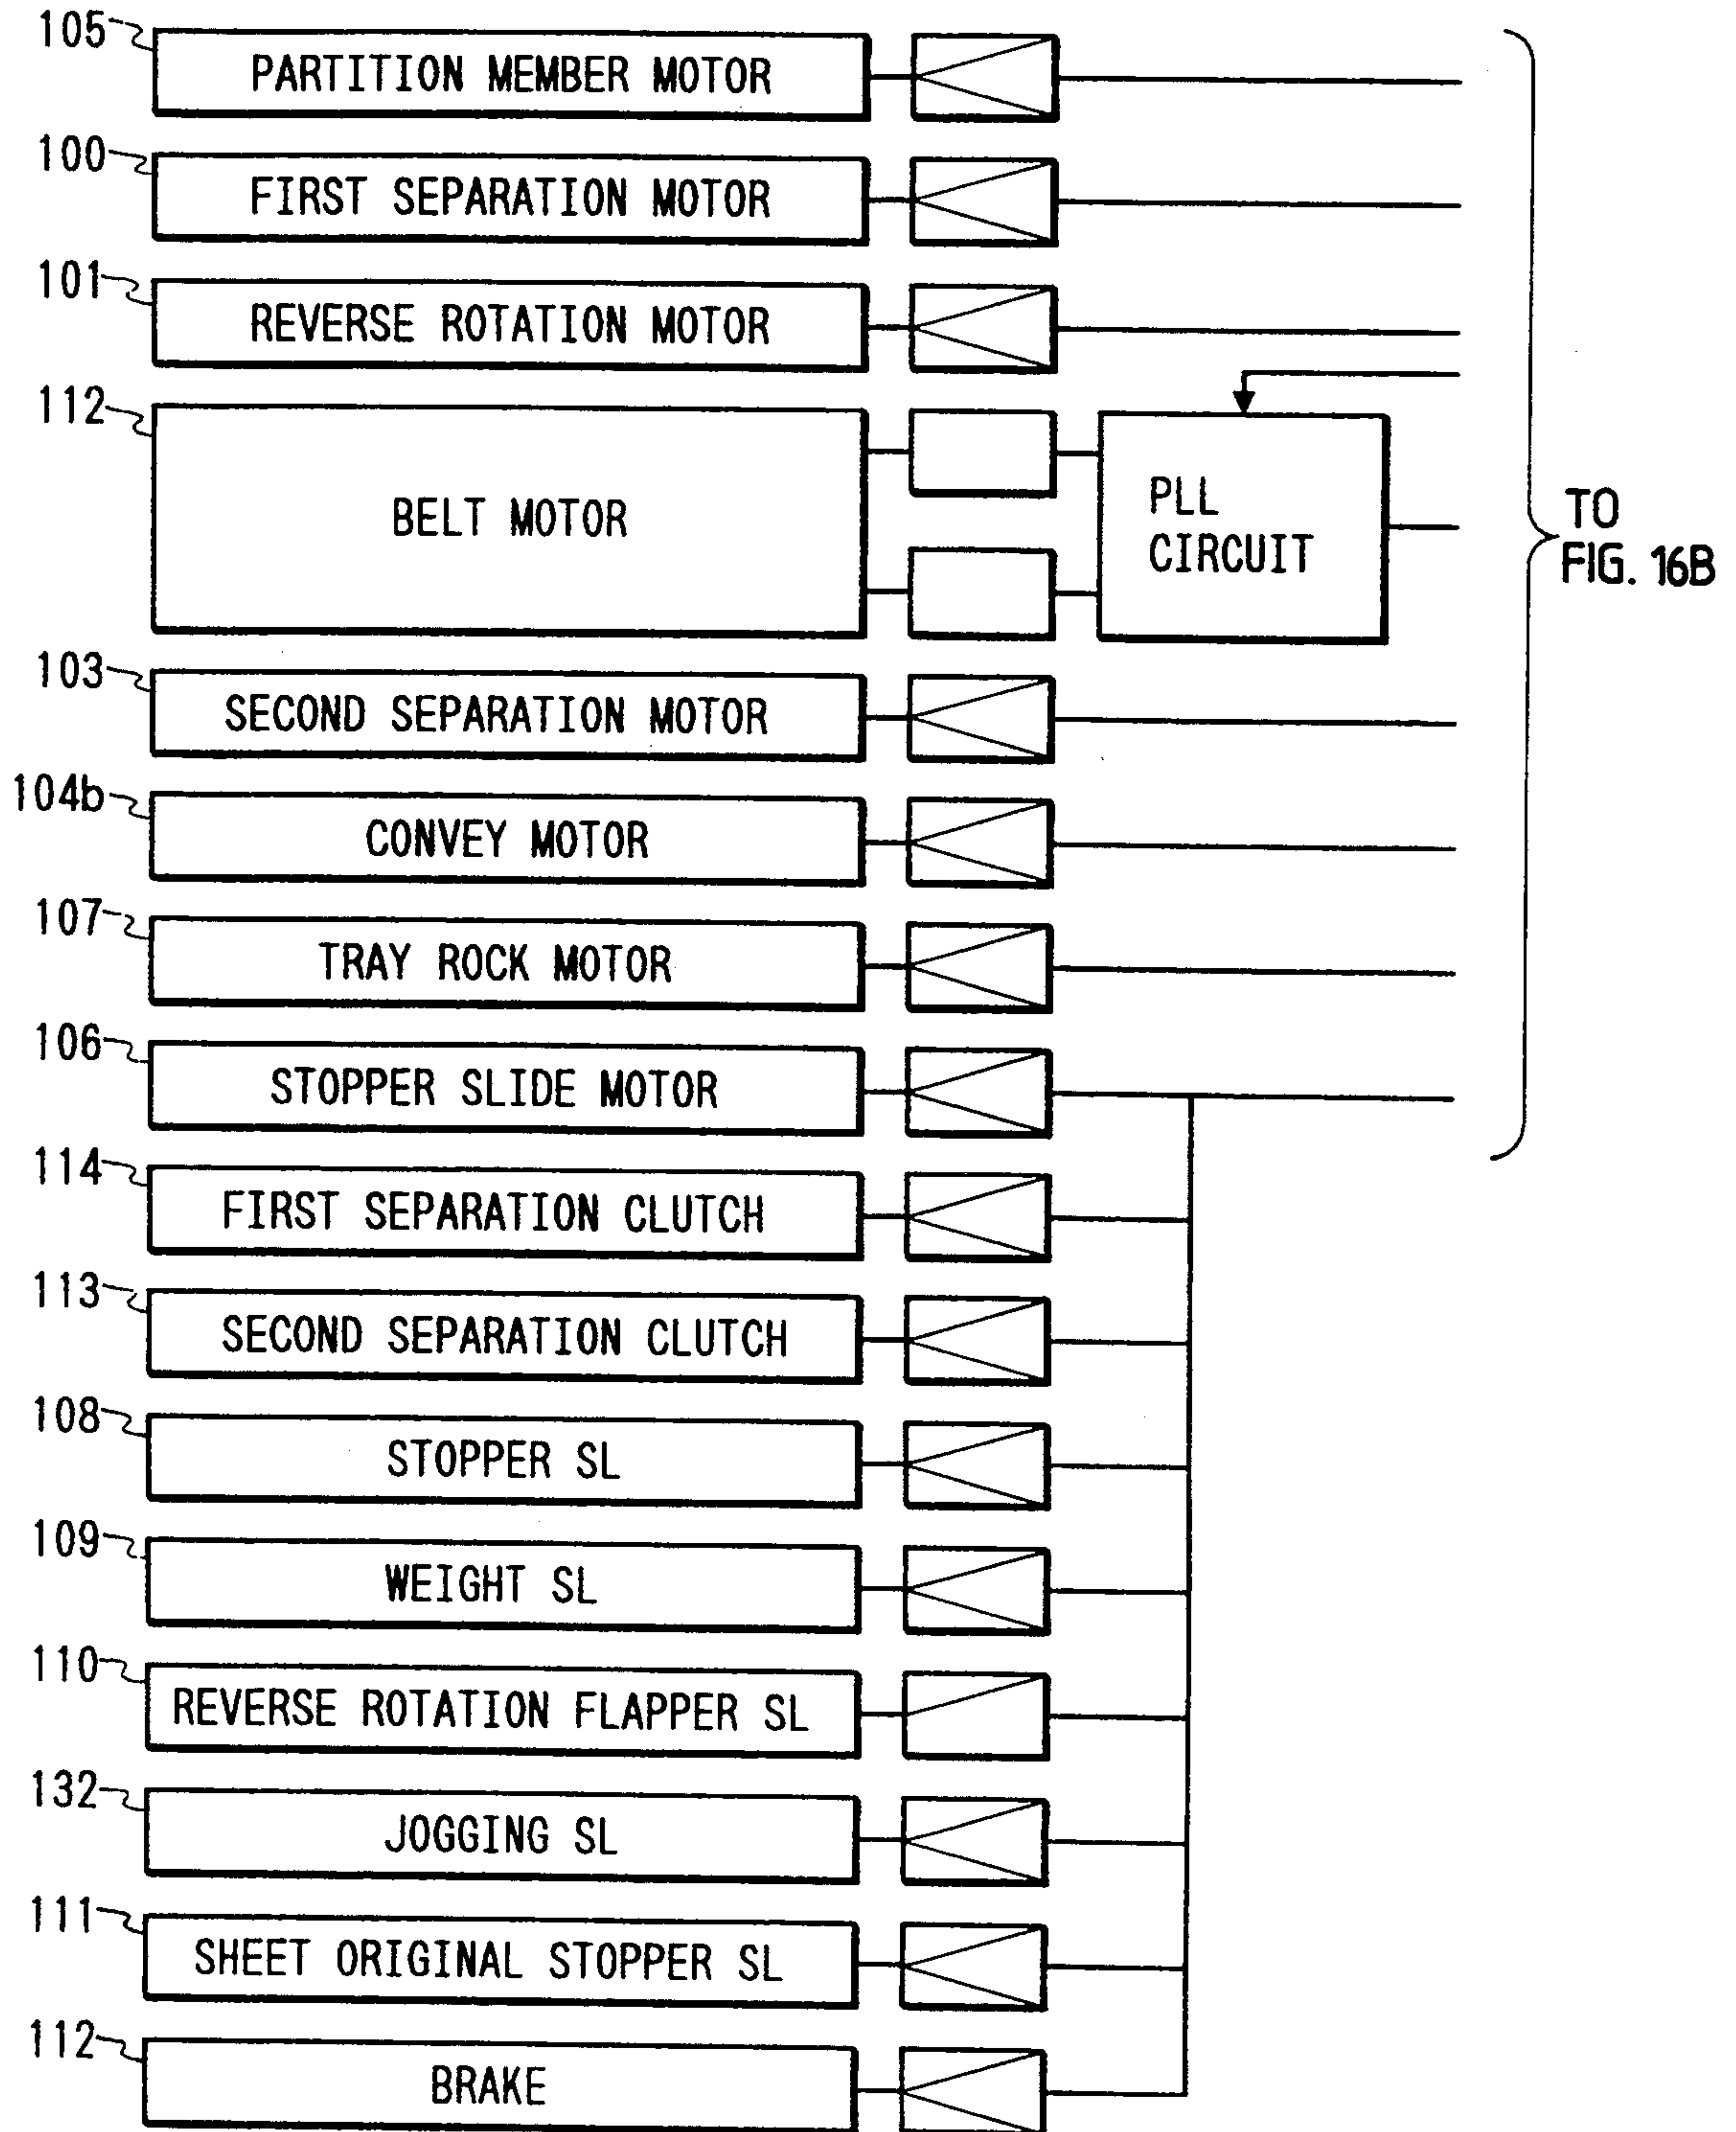 105
PARTITION MEMBER MOTOR
100
FIRST SEPARATION MOTOR
101
REVERSE ROTATION MOTOR
112
BELT MOTOR
PLL
CIRCUIT
TO
FIG. 16B
103
SECOND SEPARATION MOTOR
104b
CONVEY MOTOR
107
TRAY ROCK MOTOR
106
STOPPER SLIDE MOTOR
114
FIRST SEPARATION CLUTCH
113
SECOND SEPARATION CLUTCH
108
STOPPER SL
109
WEIGHT SL
110
REVERSE ROTATION FLAPPER SL
132
JOGGING SL
111
SHEET ORIGINAL STOPPER SL
112
BRAKE